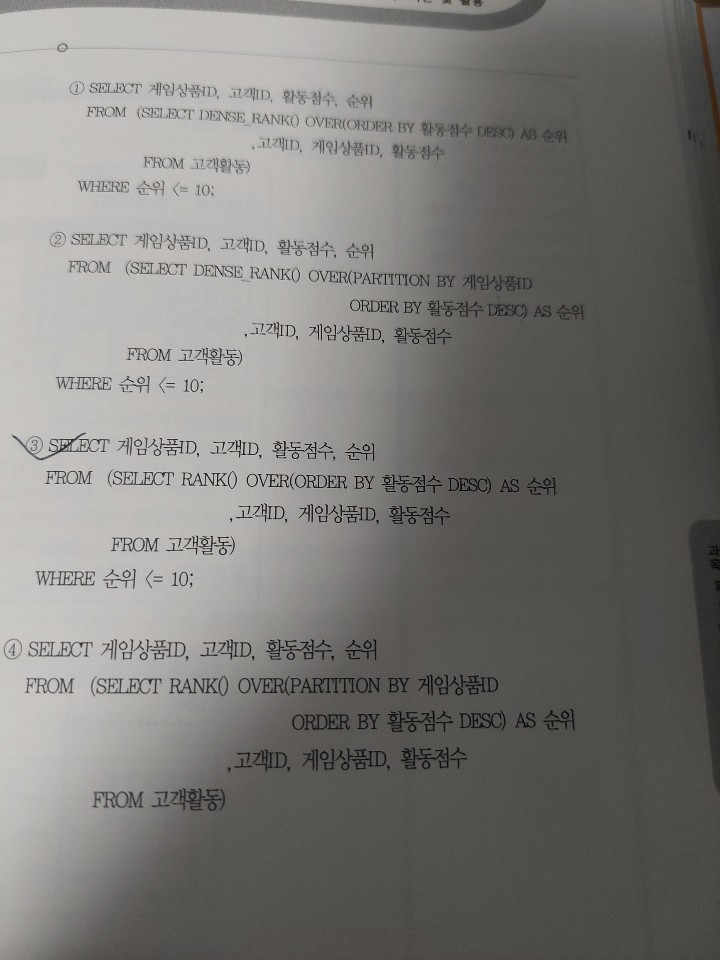 및 활용
① SELECT 게임상품ID, 고객ID, 활동점수, 순위
FROM (SELECT DENSE_RANK() OVER(ORDER BY 활동점수 DESC) AS 순위
,고객ID, 게임상품ID, 활동점수
FROM 고객활동)
WHERE 순위 <= 10;
② SELECT 게임상품ID, 고객ID, 활동점수, 순위
FROM (SELECT DENSE_RANK() OVER(PARTITION BY 게임상품ID
ORDER BY 활동점수 DESC) AS 순위
,고객ID, 게임상품ID, 활동점수
FROM 고객활동)
WHERE 순위 <= 10;
③ SELECT 게임상품ID, 고객ID, 활동점수, 순위
FROM (SELECT RANK() OVER(ORDER BY 활동점수 DESC) AS 순위
,고객ID, 게임상품ID, 활동점수
FROM 고객활동)
WHERE 순위 <= 10;
④ SELECT 게임상품ID, 고객ID, 활동점수, 순위
FROM (SELECT RANK() OVER(PARTITION BY 게임상품ID
ORDER BY 활동점수 DESC) AS 순위
,고객ID, 게임상품ID, 활동점수
FROM 고객활동)